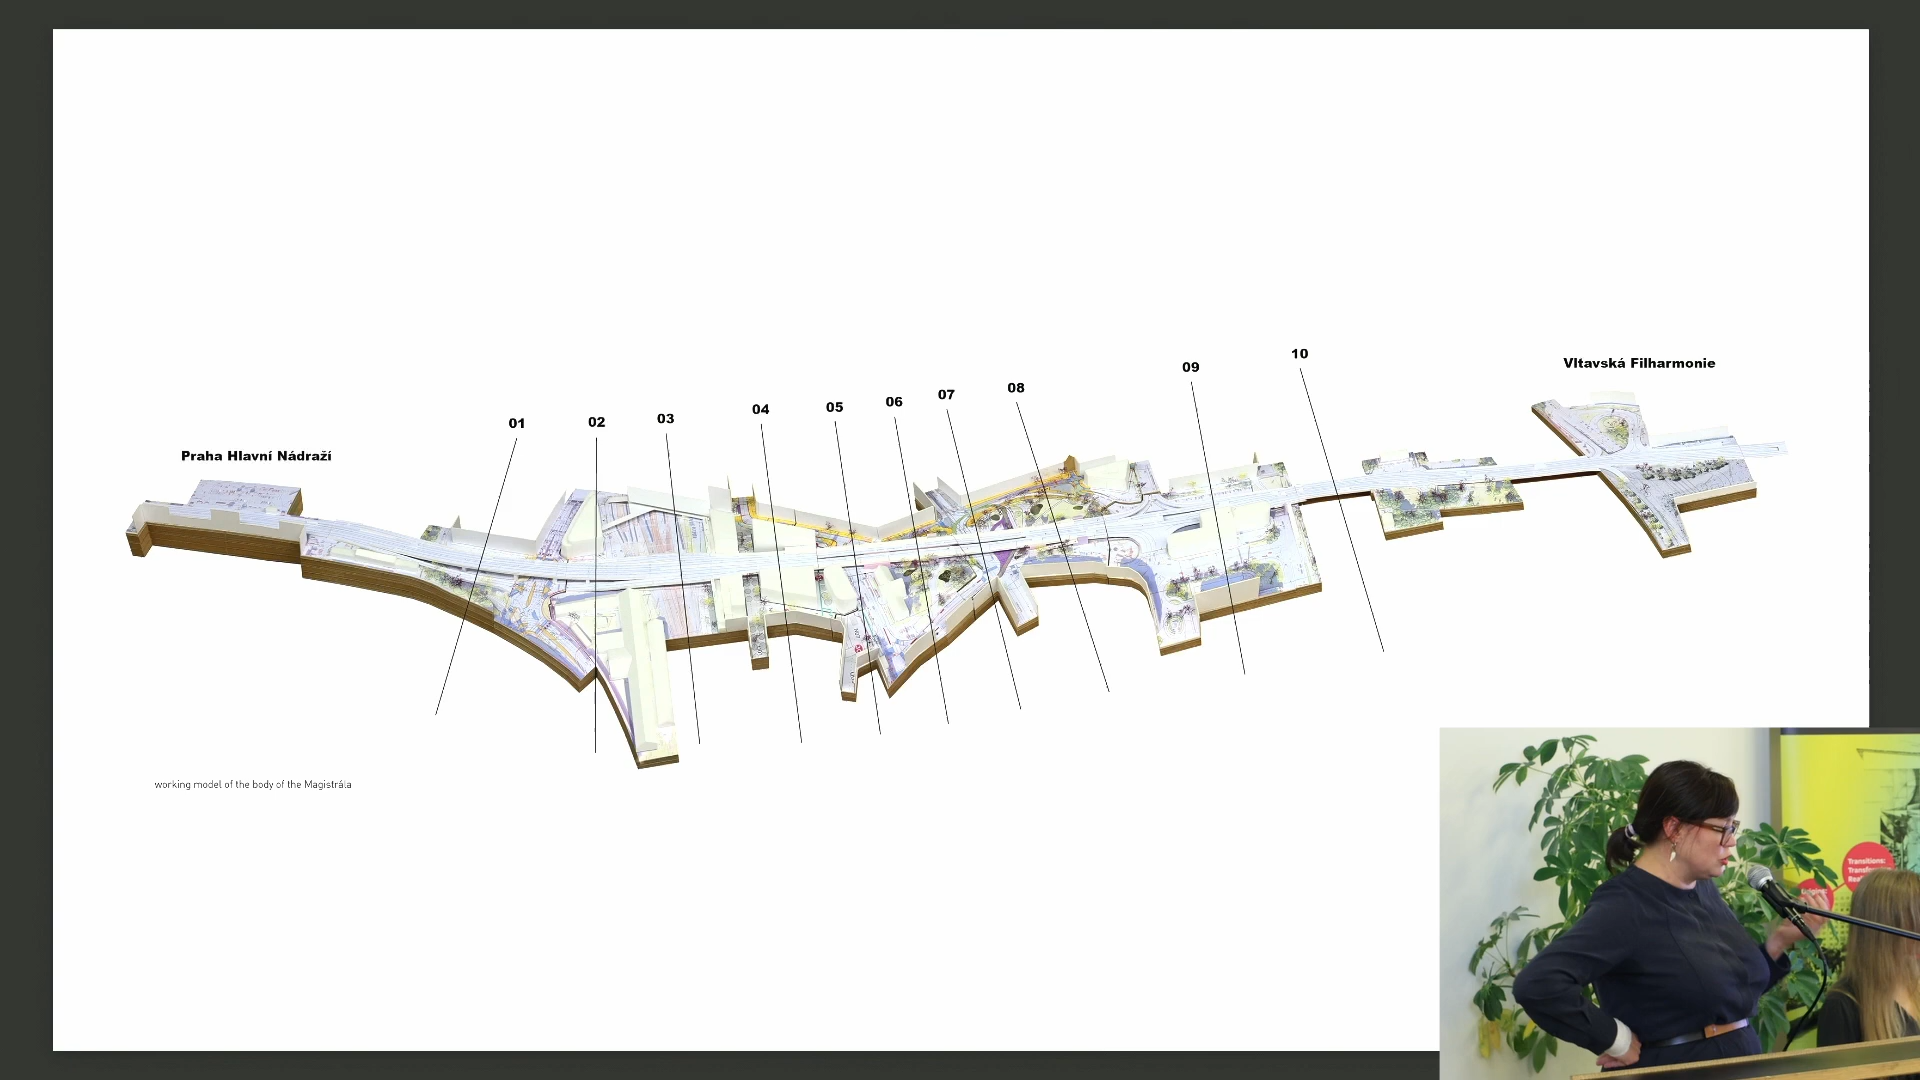 Praha Hlavní Nádraží
01
02
03
04
05
06
07
08
09
10
Vltavská Filharmonie
working model of the body of the Magistrála
Transitions: